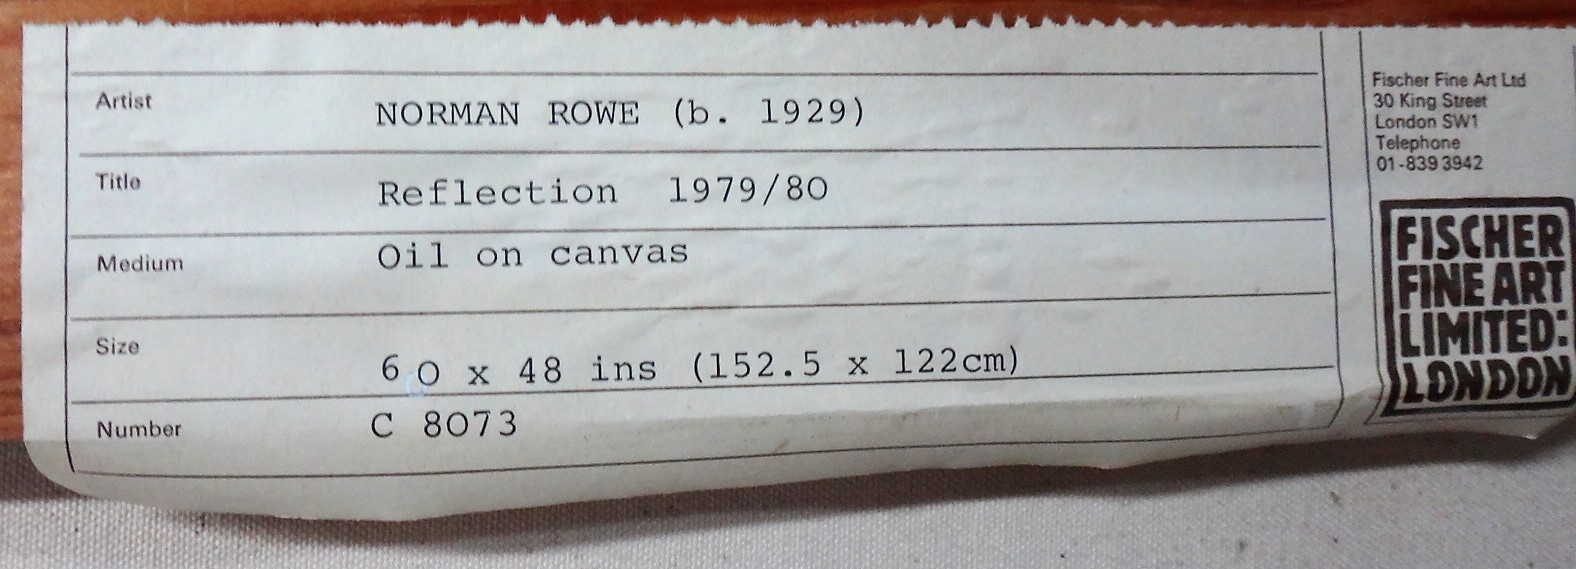 Artist NORMAN ROWE (b. 1929)
Title Reflection 1979/80
Medium Oil on canvas
Size 60 x 48 ins (152.5 x 122cm)
Number C 8073
Fischer Fine Art Ltd
30 King Street
London SW1
Telephone
01-839 3942
FISCHER
FINE ART
LIMITED:
LONDON